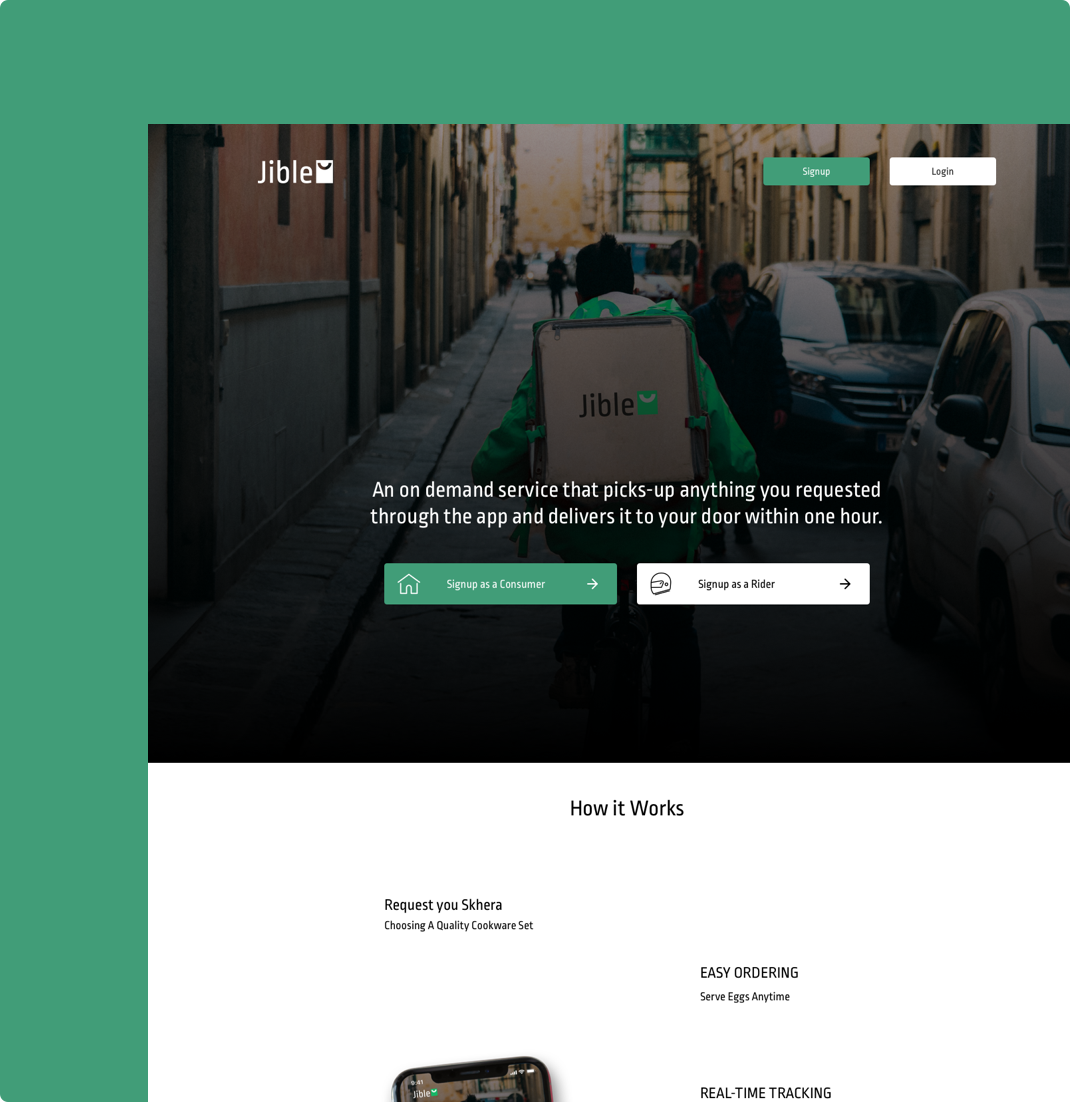 Jible
Signup
Login
Jible
An on demand service that picks-up anything you requested
through the app and delivers it to your door within one hour.
Signup as a Consumer
Signup as a Rider
How it Works
Request you Skhera
Choosing A Quality Cookware Set
EASY ORDERING
Serve Eggs Anytime
9:41
Jible
REAL-TIME TRACKING